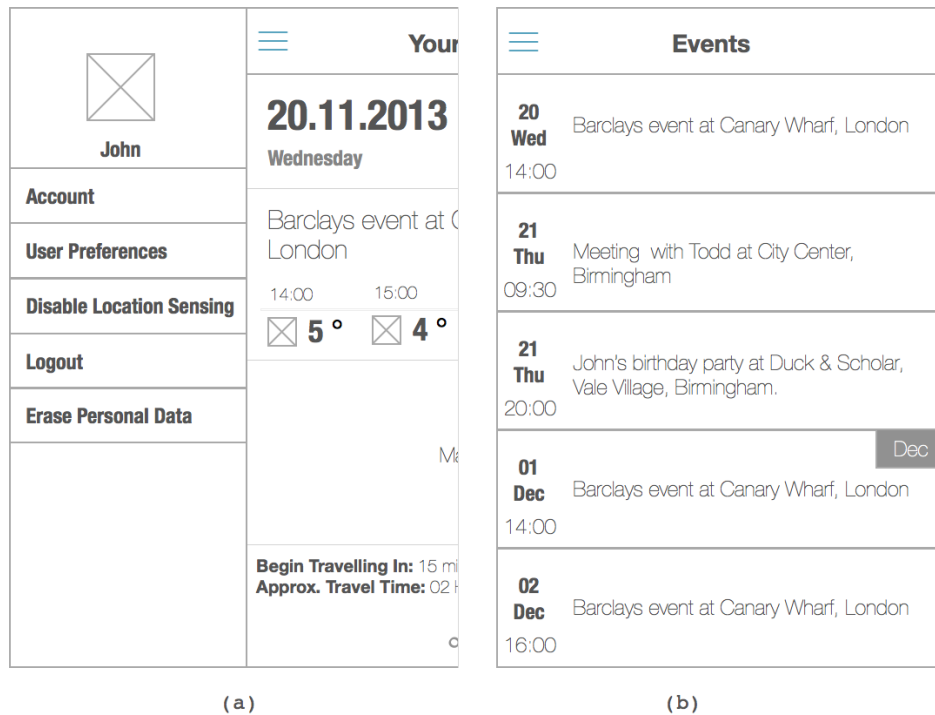 John
Account
User Preferences
Disable Location Sensing
Logout
Erase Personal Data
Your
20.11.2013
Wednesday
Barclays event at C
London
14:00 15:00
5 ° 4 °
Ma
Begin Travelling In: 15 mi
Approx. Travel Time: 02 H
(a)
Events
20
Wed
14:00
Barclays event at Canary Wharf, London
21
Thu
09:30
Meeting with Todd at City Center,
Birmingham
21
Thu
20:00
John's birthday party at Duck & Scholar,
Vale Village, Birmingham.
Dec
01
Dec
14:00
Barclays event at Canary Wharf, London
02
Dec
16:00
Barclays event at Canary Wharf, London
(b)